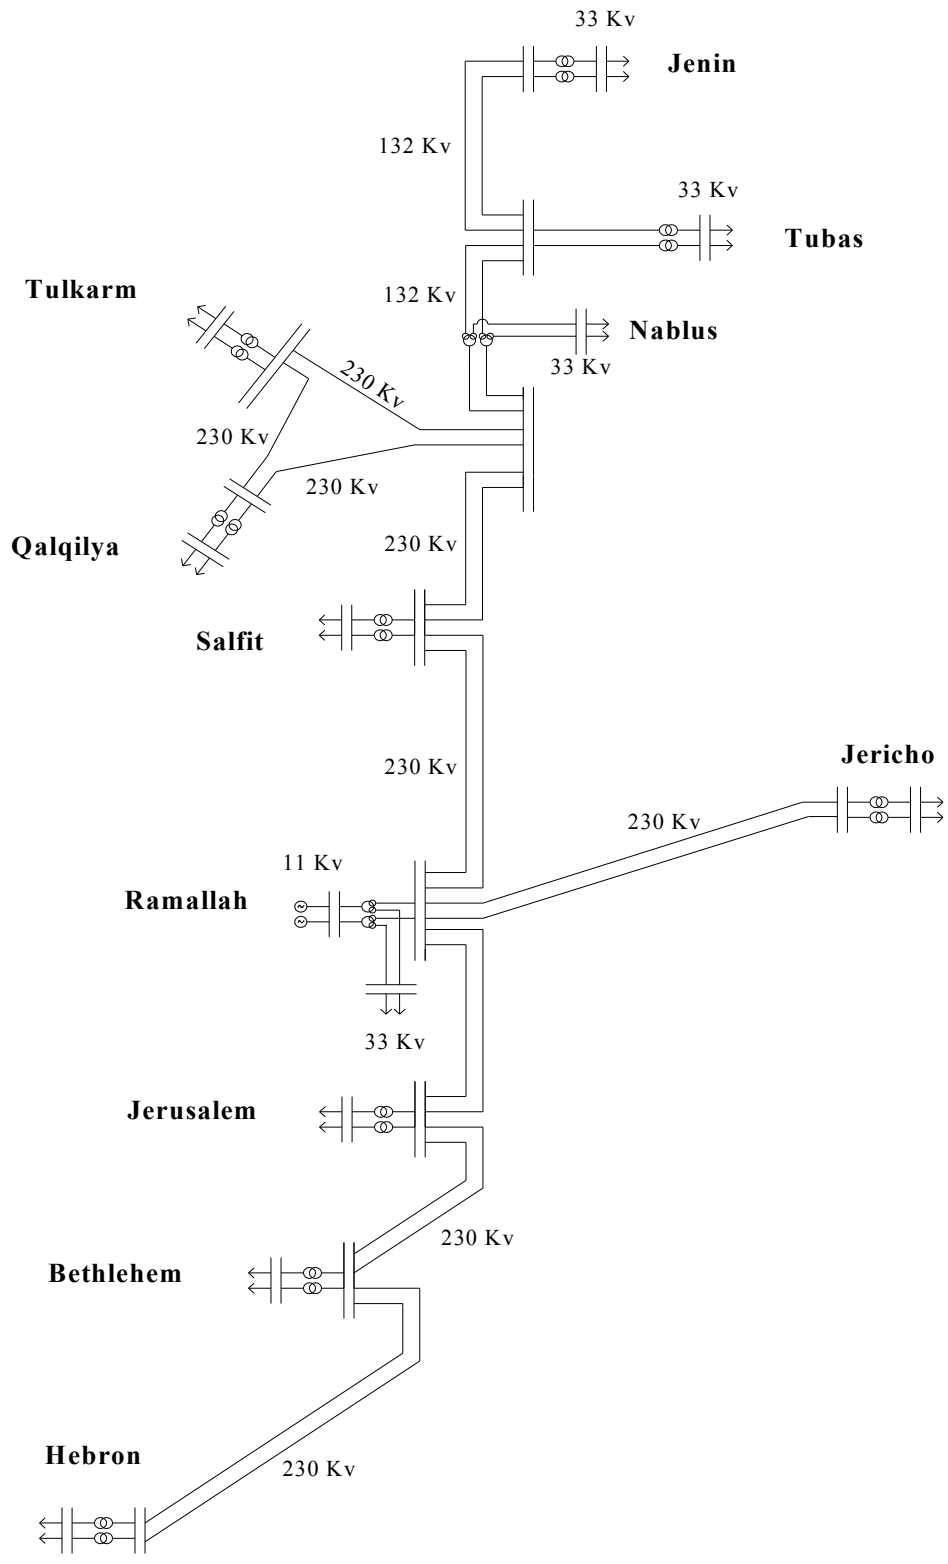 33 Kv
Jenin
132 Kv
33 Kv
Tubas
Tulkarm
132 Kv
Nablus
33 Kv
230 Kv
230 Kv
230 Kv
Qalqilya
230 Kv
Salfit
230 Kv
Jericho
230 Kv
11 Kv
Ramallah
33 Kv
Jerusalem
230 Kv
Bethlehem
Hebron
230 Kv